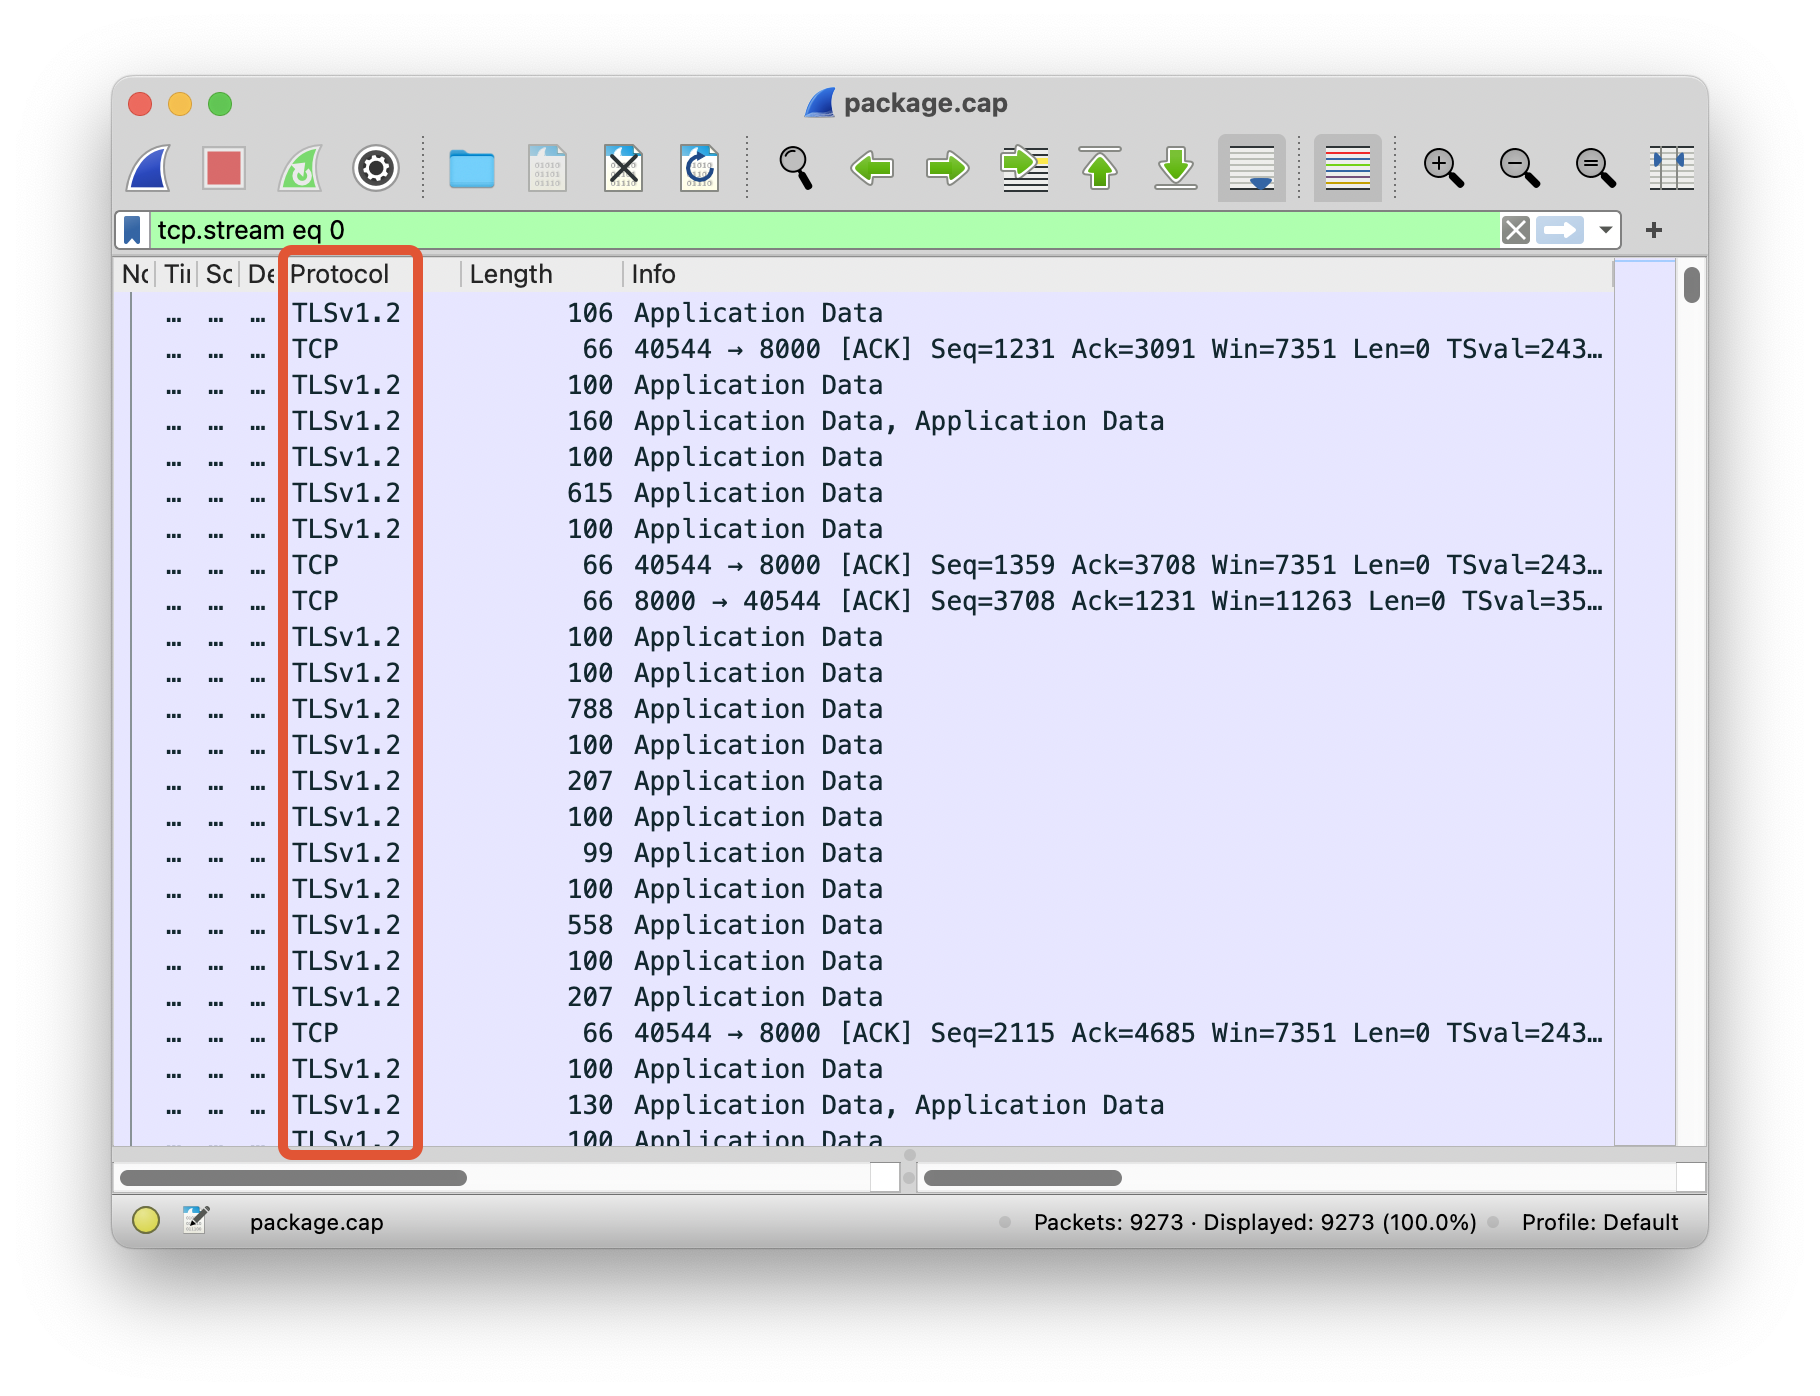 package.cap
tcp.stream eq 0
Protocol Length Info
… … … TLSv1.2 106 Application Data
… … … TCP 66 40544 → 8000 [ACK] Seq=1231 Ack=3091 Win=7351 Len=0 TSval=243…
… … … TLSv1.2 100 Application Data
… … … TLSv1.2 160 Application Data, Application Data
… … … TLSv1.2 100 Application Data
… … … TLSv1.2 615 Application Data
… … … TLSv1.2 100 Application Data
… … … TCP 66 40544 → 8000 [ACK] Seq=1359 Ack=3708 Win=7351 Len=0 TSval=243…
… … … TCP 66 8000 → 40544 [ACK] Seq=3708 Ack=1231 Win=11263 Len=0 TSval=35…
… … … TLSv1.2 100 Application Data
… … … TLSv1.2 100 Application Data
… … … TLSv1.2 788 Application Data
… … … TLSv1.2 100 Application Data
… … … TLSv1.2 207 Application Data
… … … TLSv1.2 100 Application Data
… … … TLSv1.2 99 Application Data
… … … TLSv1.2 100 Application Data
… … … TLSv1.2 558 Application Data
… … … TLSv1.2 100 Application Data
… … … TLSv1.2 207 Application Data
… … … TCP 66 40544 → 8000 [ACK] Seq=2115 Ack=4685 Win=7351 Len=0 TSval=243…
… … … TLSv1.2 100 Application Data
… … … TLSv1.2 130 Application Data, Application Data
TLSv1.2 100 Application Data
package.cap Packets: 9273 · Displayed: 9273 (100.0%) Profile: Default